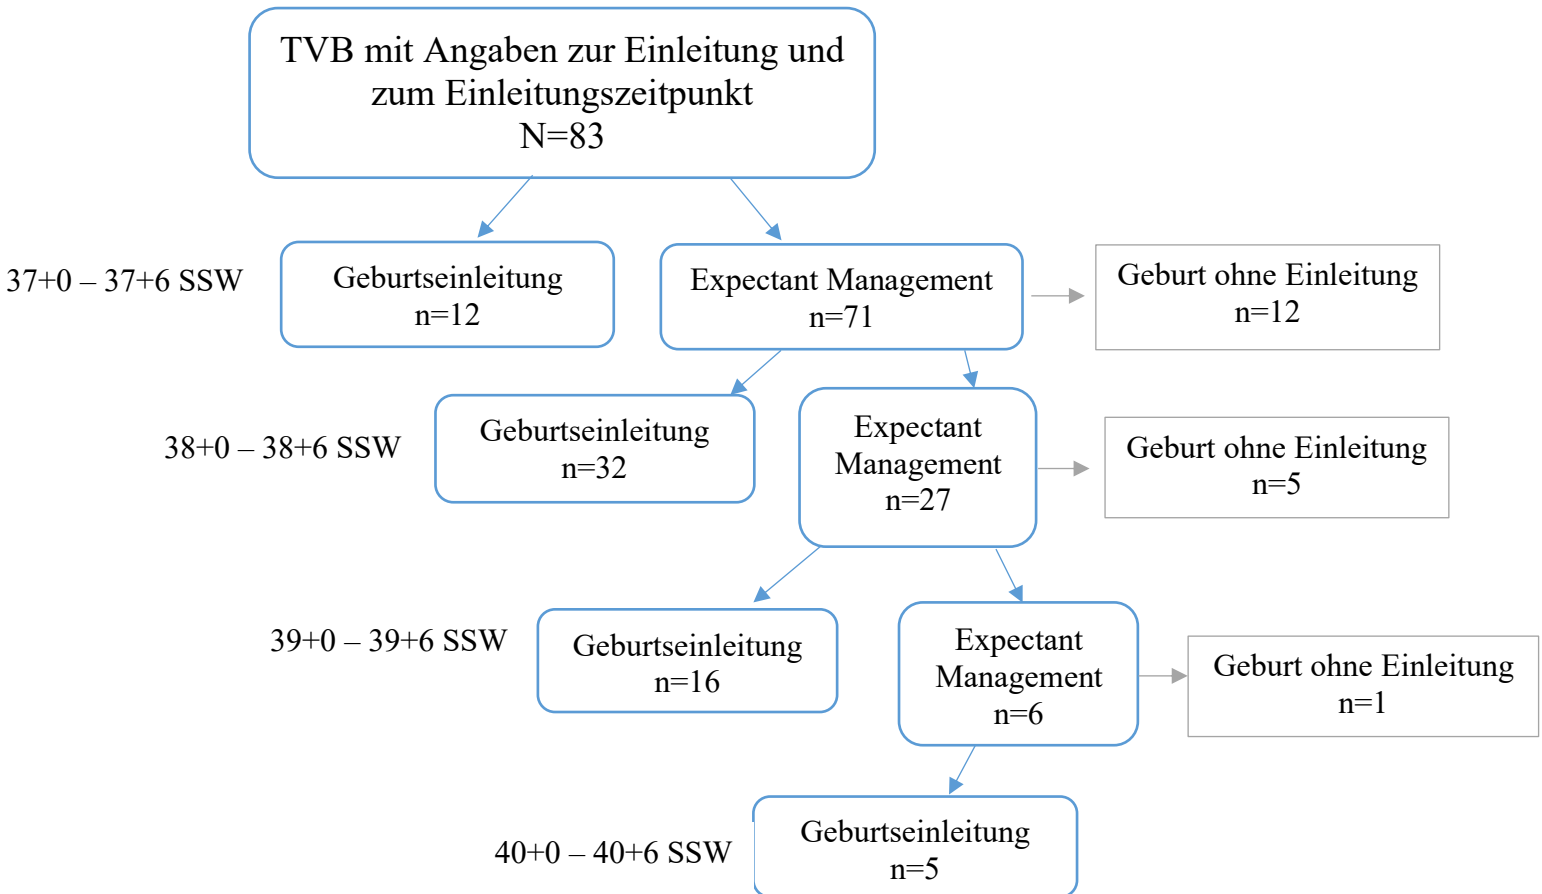 TVB mit Angaben zur Einleitung und
zum Einleitungszeitpunkt
N=83
37+0 – 37+6 SSW
Geburtseinleitung
n=12
Expectant Management
n=71
Geburt ohne Einleitung
n=12
38+0 – 38+6 SSW
Geburtseinleitung
n=32
Expectant
Management
n=27
Geburt ohne Einleitung
n=5
39+0 – 39+6 SSW
Geburtseinleitung
n=16
Expectant
Management
n=6
Geburt ohne Einleitung
n=1
40+0 – 40+6 SSW
Geburtseinleitung
n=5